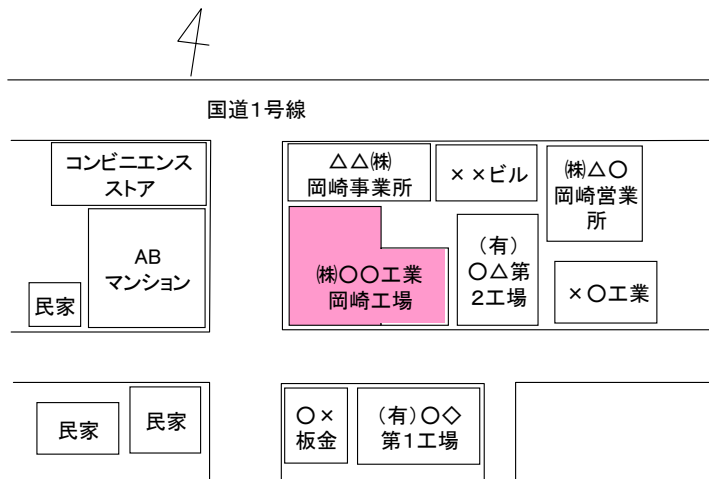 国道1号線
コンビニエンス
ストア
△△㈱
岡崎事業所
××ビル
㈱△○
岡崎営業
所
AB
マンション
㈱○○工業
岡崎工場
(有)
○△第
2工場
×○工業
民家
民家
民家
○×
板金
(有)○◇
第1工場